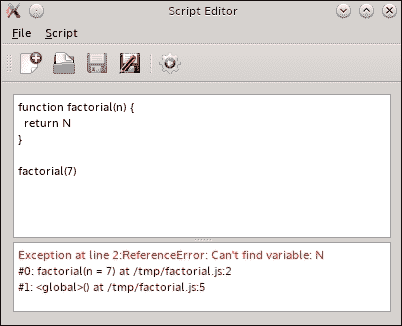 Script Editor
File Script
function factorial(n) {
  return N
}
factorial(7)
Exception at line 2:ReferenceError: Can't find variable: N
#0: factorial(n = 7) at /tmp/factorial.js:2
#1: <global>() at /tmp/factorial.js:5